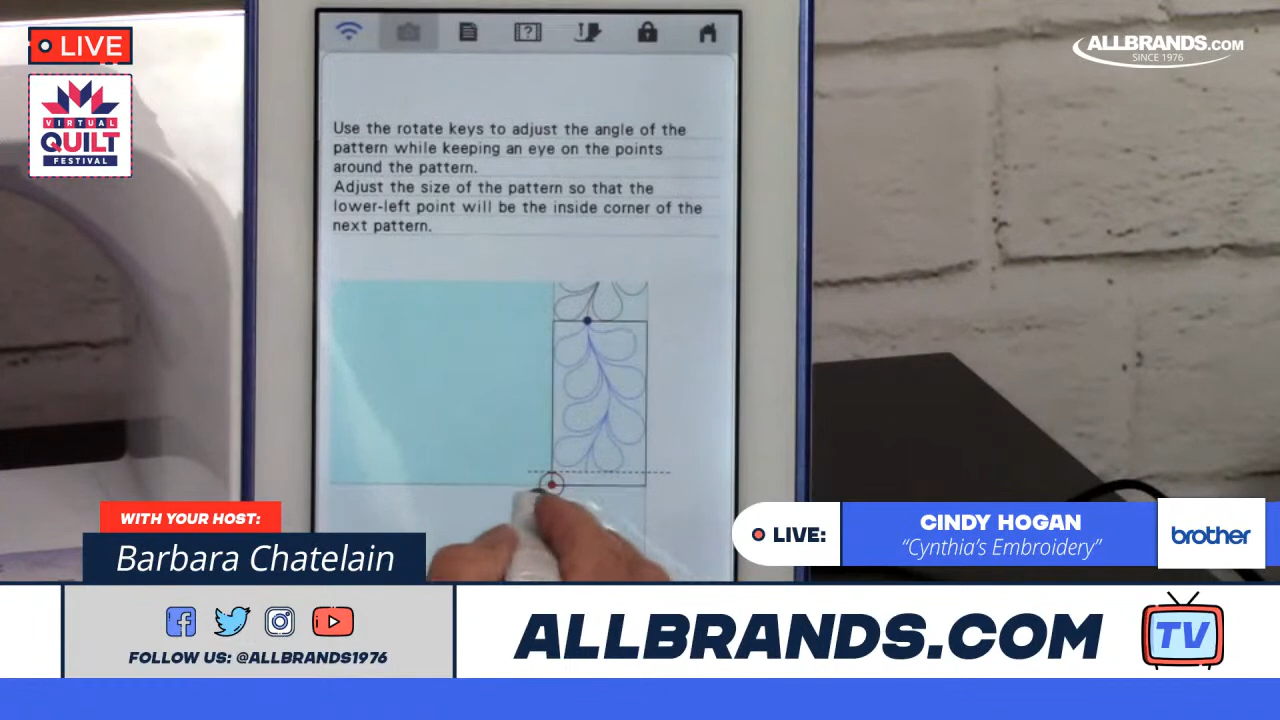 LIVE
VIRTUAL
QUILT
FESTIVAL
ALLBRANDS.COM
SINCE 1976
?
Use the rotate keys to adjust the angle of the
pattern while keeping an eye on the points
around the pattern.
Adjust the size of the pattern so that the
lower-left point will be the inside corner of the
next pattern.
WITH YOUR HOST:
Barbara Chatelain
LIVE:
CINDY HOGAN
“Cynthia’s Embroidery”
brother
FOLLOW US: @ALLBRANDS1976
ALLBRANDS.COM
TV